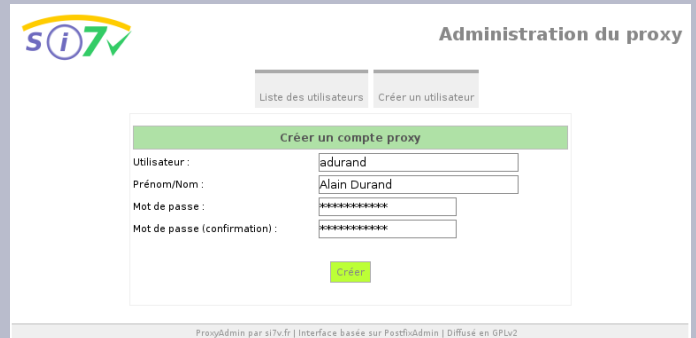 Si7v
Administration du proxy
Liste des utilisateurs
Créer un utilisateur
Créer un compte proxy
Utilisateur :
adurand
Prénom/Nom :
Alain Durand
Mot de passe :
***********
Mot de passe (confirmation) :
***********
Créer
ProxyAdmin par si7v.fr | Interface basée sur PostfixAdmin | Diffusé en GPLv2